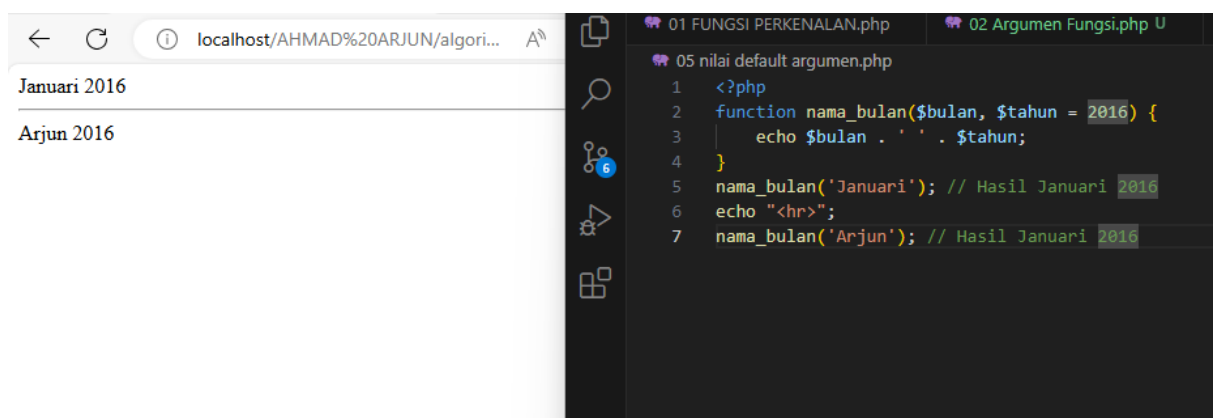 localhost/AHMAD%20ARJUN/algori...
Januari 2016
Arjun 2016
01 FUNGSI PERKENALAN.php
02 Argumen Fungsi.php U
05 nilai default argumen.php
1 <?php
2 function nama_bulan($bulan, $tahun = 2016) {
3 echo $bulan . ' ' . $tahun;
4 }
5 nama_bulan('Januari'); // Hasil Januari 2016
6 echo "<hr>";
7 nama_bulan('Arjun'); // Hasil Januari 2016
6